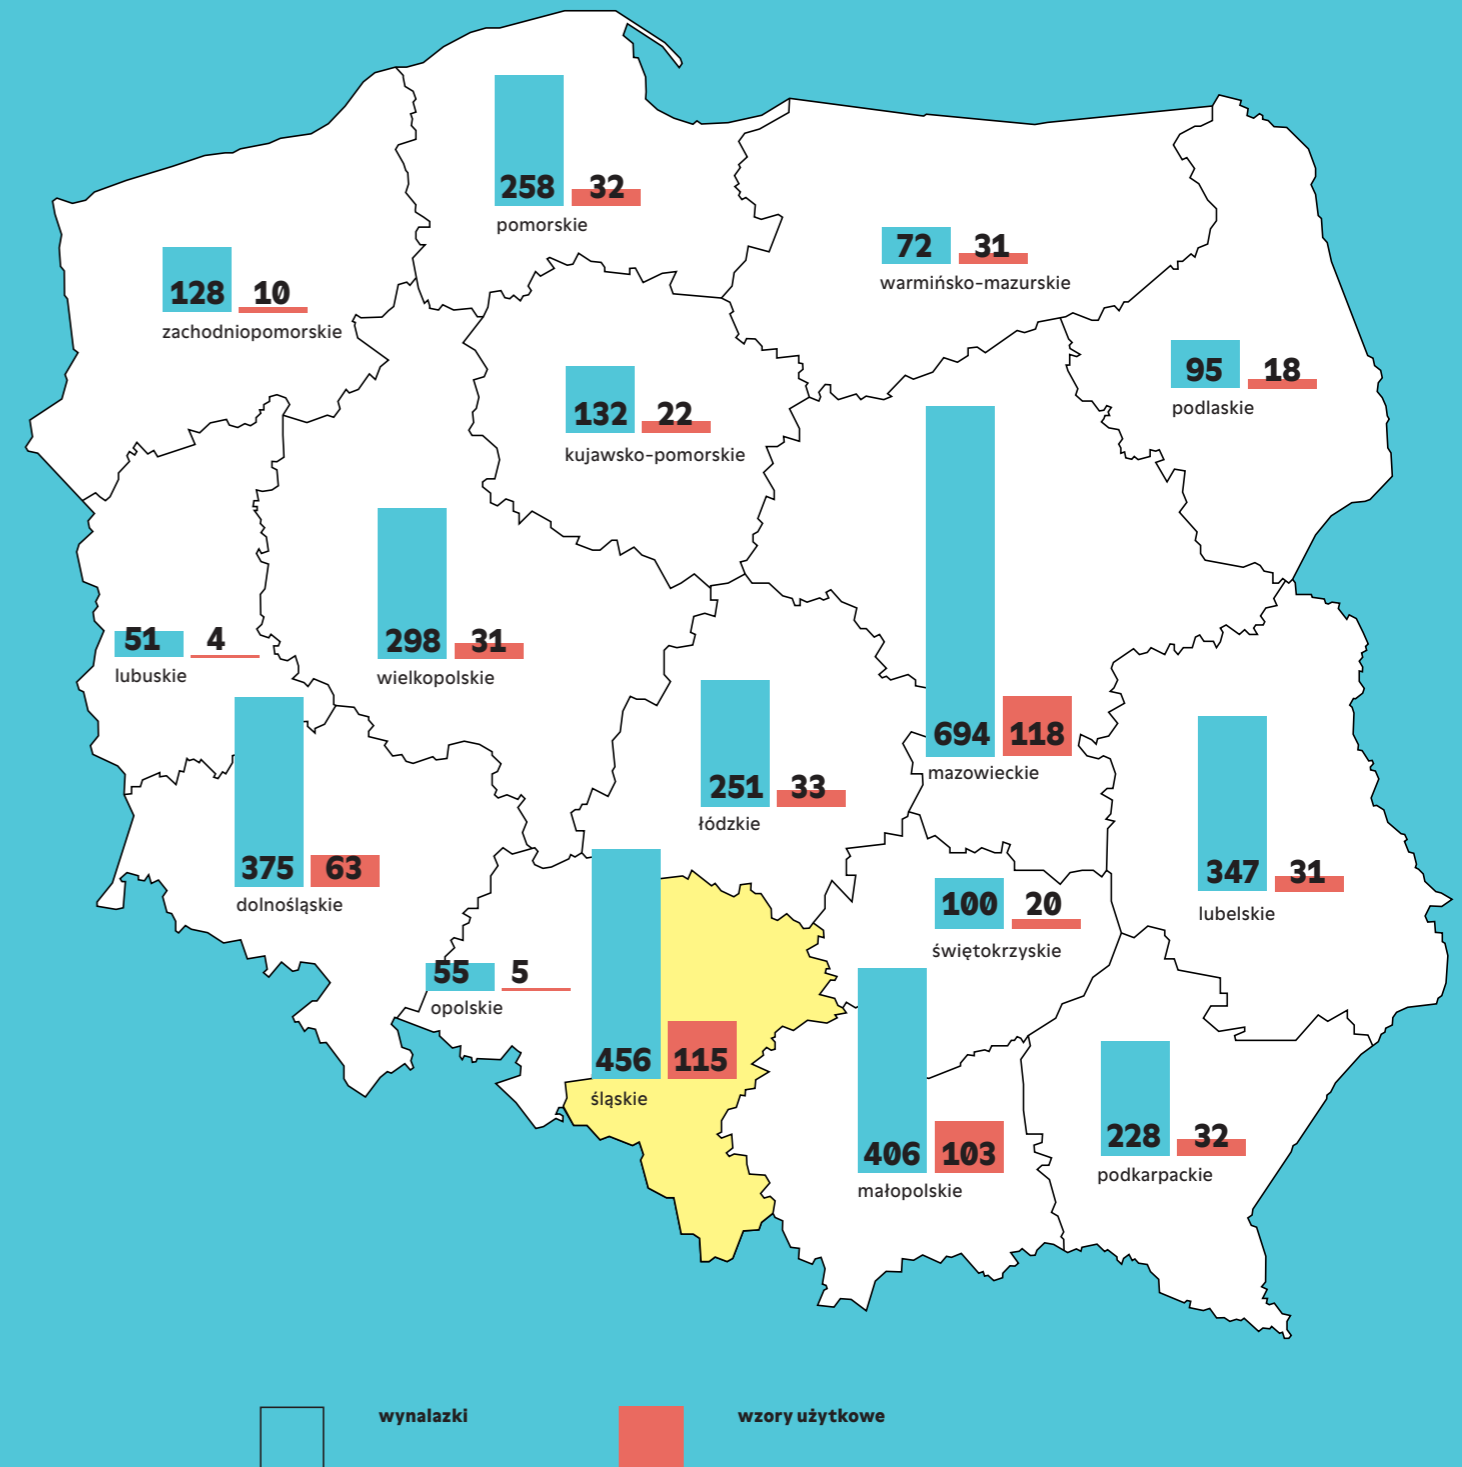 258 32
pomorskie
72 31
warmińsko-mazurskie
128 10
zachodniopomorskie
95 18
podlaskie
132 22
kujawsko-pomorskie
51 4
lubuskie
298 31
wielkopolskie
694 118
mazowieckie
251 33
łódzkie
375 63
dolnośląskie
347 31
lubelskie
100 20
świętokrzyskie
55 5
opolskie
456 115
śląskie
406 103
małopolskie
228 32
podkarpackie
wynalazki
wzory użytkowe